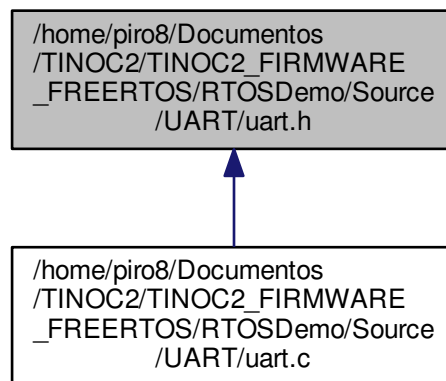 /home/piro8/Documentos
/TINOC2/TINOC2_FIRMWARE
_FREERTOS/RTOSDemo/Source
/UART/uart.h
/home/piro8/Documentos
/TINOC2/TINOC2_FIRMWARE
_FREERTOS/RTOSDemo/Source
/UART/uart.c